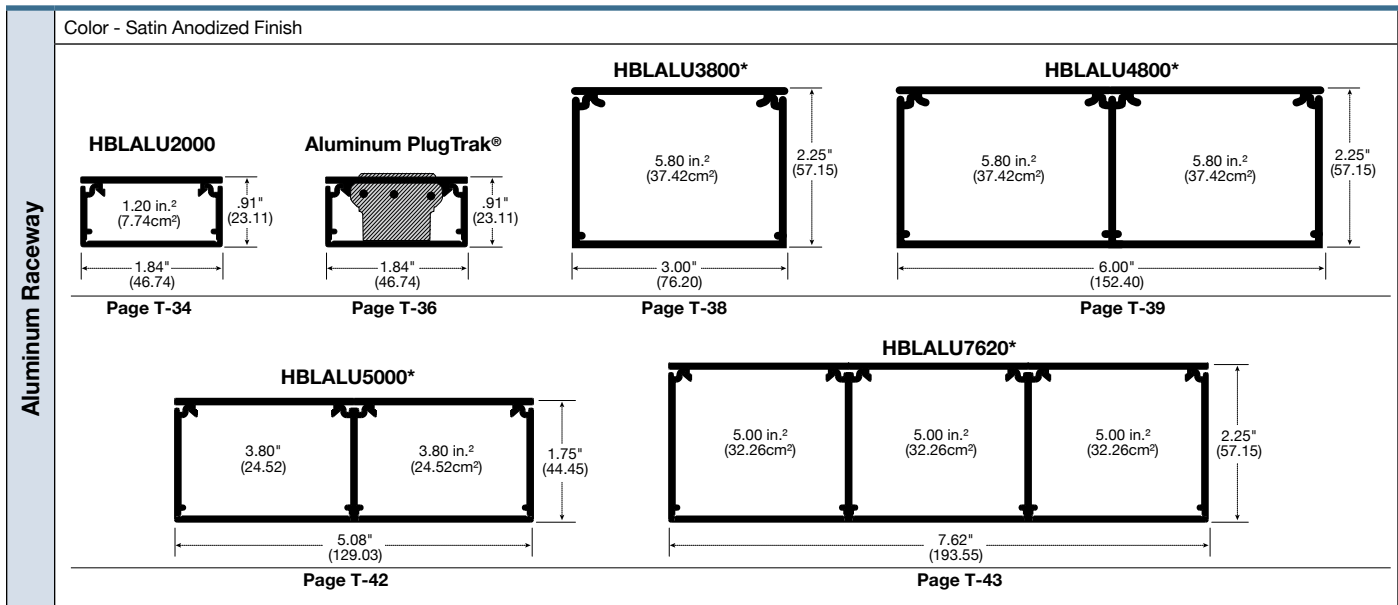 Aluminum Raceway
Color - Satin Anodized Finish
HBLALU2000
1.20 in.²
(7.74cm²)
.91"
(23.11)
1.84"
(46.74)
Page T-34
Aluminum PlugTrak®
.91"
(23.11)
1.84"
(46.74)
Page T-36
HBLALU3800*
5.80 in.²
(37.42cm²)
2.25"
(57.15)
3.00"
(76.20)
Page T-38
HBLALU4800*
5.80 in.²
(37.42cm²)
5.80 in.²
(37.42cm²)
2.25"
(57.15)
6.00"
(152.40)
Page T-39
HBLALU5000*
3.80"
(24.52)
3.80 in.²
(24.52cm²)
1.75"
(44.45)
5.08"
(129.03)
Page T-42
HBLALU7620*
5.00 in.²
(32.26cm²)
5.00 in.²
(32.26cm²)
5.00 in.²
(32.26cm²)
2.25"
(57.15)
7.62"
(193.55)
Page T-43